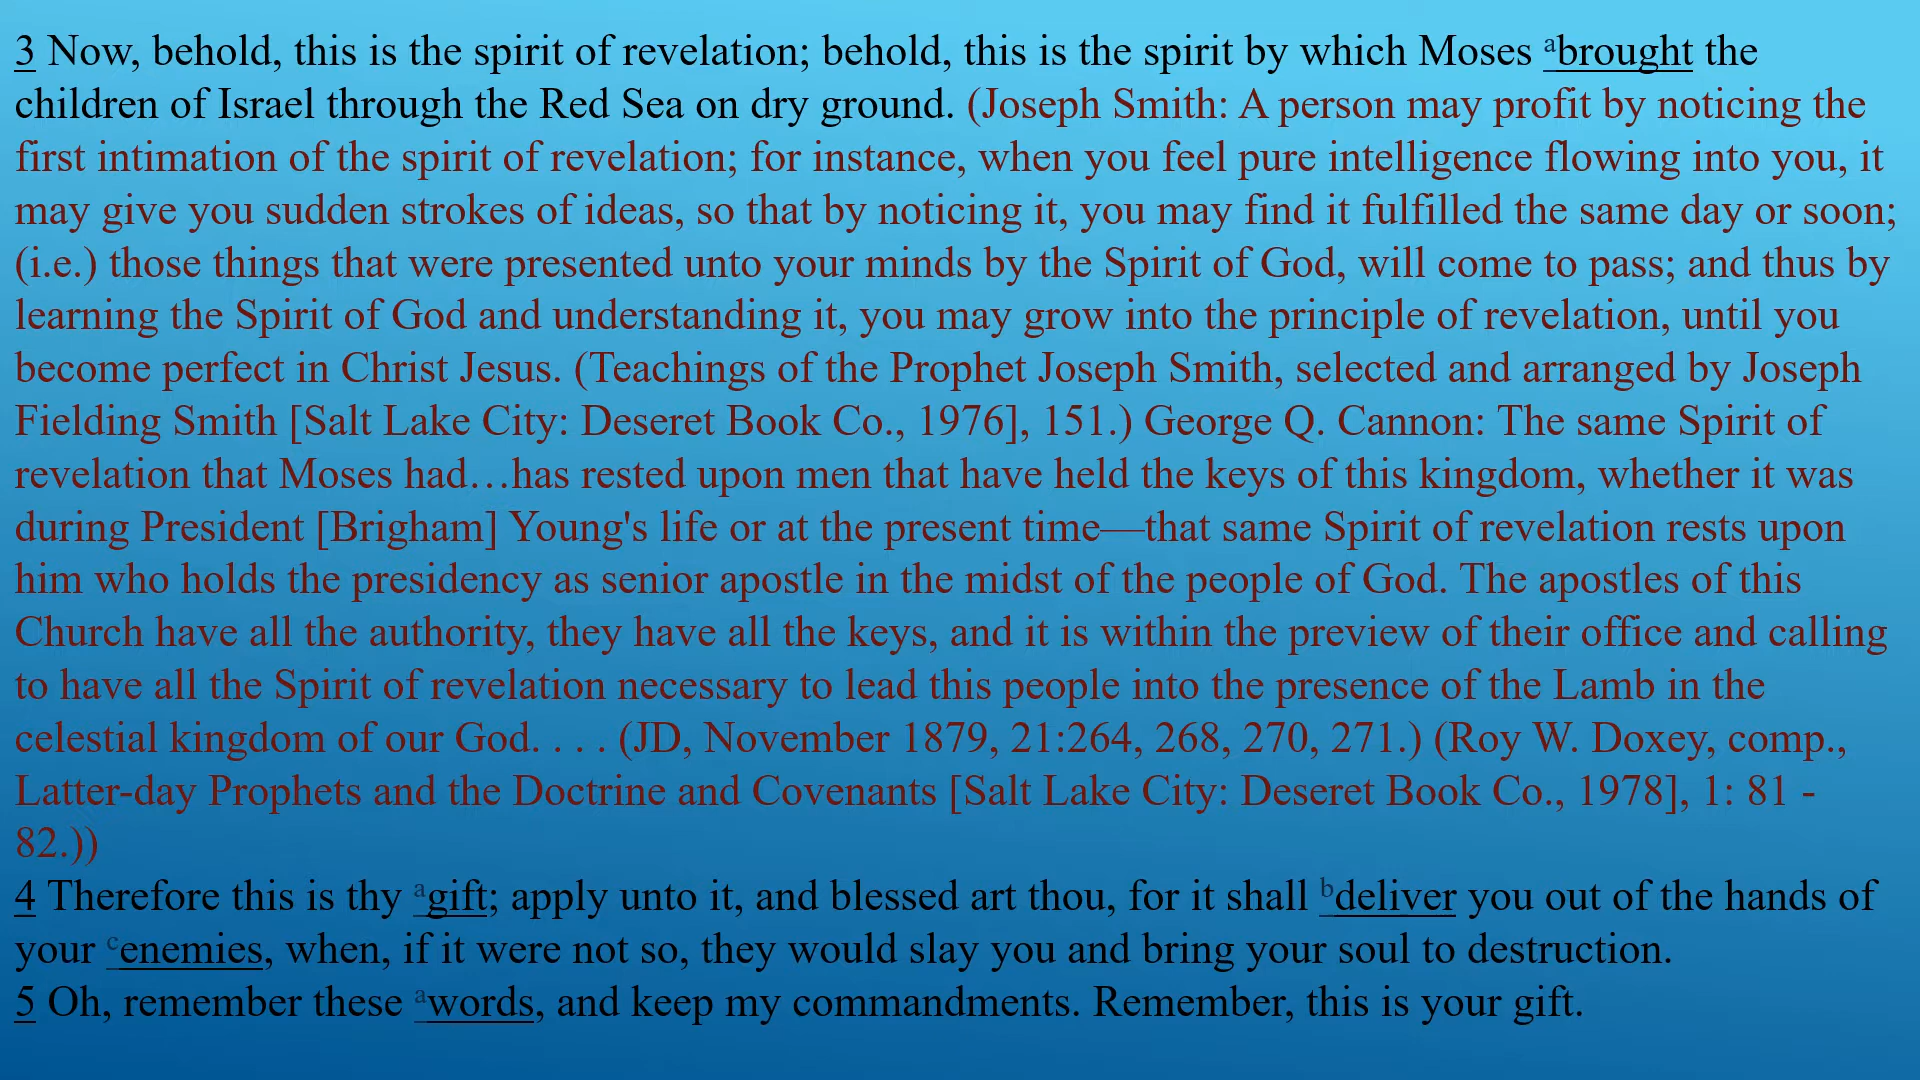 3 Now, behold, this is the spirit of revelation; behold, this is the spirit by which Moses abrought the
children of Israel through the Red Sea on dry ground. (Joseph Smith: A person may profit by noticing the
first intimation of the spirit of revelation; for instance, when you feel pure intelligence flowing into you, it
may give you sudden strokes of ideas, so that by noticing it, you may find it fulfilled the same day or soon;
(i.e.) those things that were presented unto your minds by the Spirit of God, will come to pass; and thus by
learning the Spirit of God and understanding it, you may grow into the principle of revelation, until you
become perfect in Christ Jesus. (Teachings of the Prophet Joseph Smith, selected and arranged by Joseph
Fielding Smith [Salt Lake City: Deseret Book Co., 1976], 151.) George Q. Cannon: The same Spirit of
revelation that Moses had…has rested upon men that have held the keys of this kingdom, whether it was
during President [Brigham] Young's life or at the present time—that same Spirit of revelation rests upon
him who holds the presidency as senior apostle in the midst of the people of God. The apostles of this
Church have all the authority, they have all the keys, and it is within the preview of their office and calling
to have all the Spirit of revelation necessary to lead this people into the presence of the Lamb in the
celestial kingdom of our God. . . . (JD, November 1879, 21:264, 268, 270, 271.) (Roy W. Doxey, comp.,
Latter-day Prophets and the Doctrine and Covenants [Salt Lake City: Deseret Book Co., 1978], 1: 81 -
82.))
4 Therefore this is thy agift; apply unto it, and blessed art thou, for it shall bdeliver you out of the hands of
your cenemies, when, if it were not so, they would slay you and bring your soul to destruction.
5 Oh, remember these awords, and keep my commandments. Remember, this is your gift.